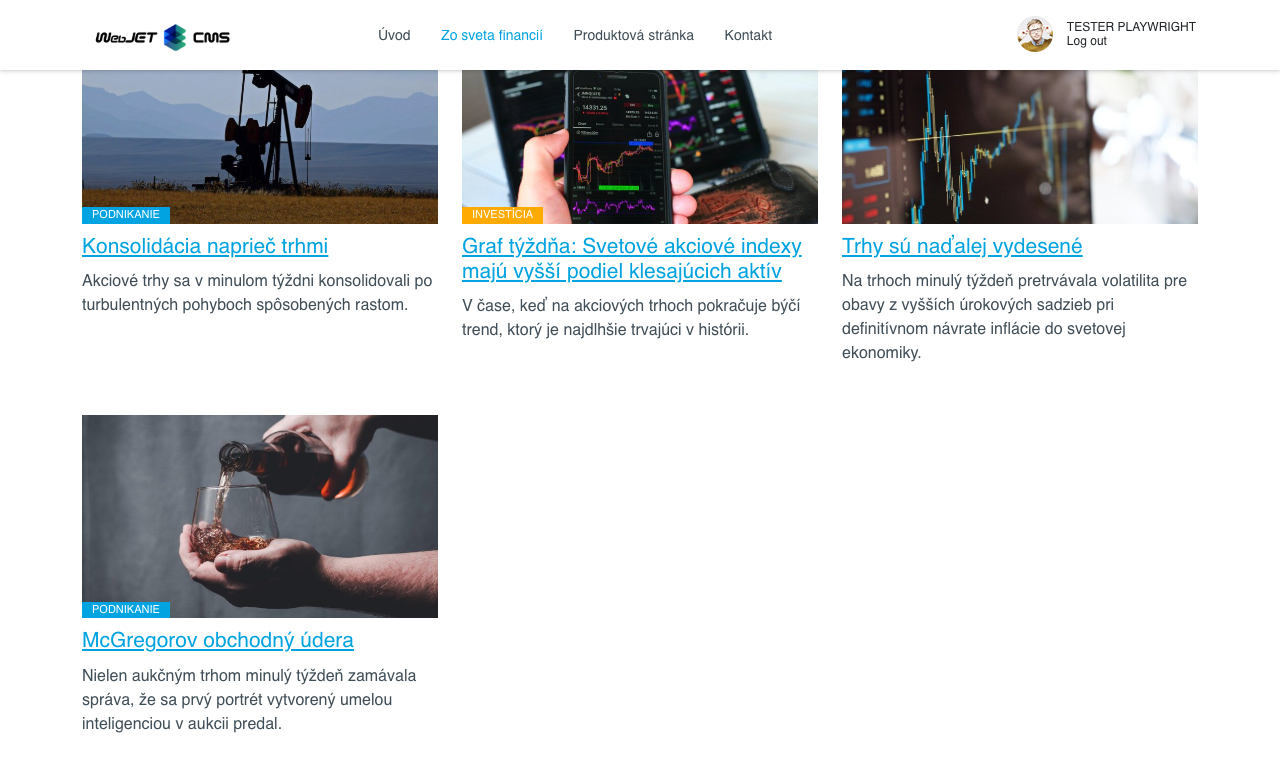 WebJET CMS
Úvod
Zo sveta financií
Produktová stránka
Kontakt
TESTER PLAYWRIGHT
Log out
PODNIKANIE
Konsolidácia naprieč trhmi
Akciové trhy sa v minulom týždni konsolidovali po
turbulentných pohyboch spôsobených rastom.
14331.25
INVESTÍCIA
Graf týždňa: Svetové akciové indexy
majú vyšší podiel klesajúcich aktív
V čase, keď na akciových trhoch pokračuje býčí
trend, ktorý je najdlhšie trvajúci v histórii.
Trhy sú naďalej vydesené
Na trhoch minulý týždeň pretrvávala volatilita pre
obavy z vyšších úrokových sadzieb pri
definitívnom návrate inflácie do svetovej
ekonomiky.
PODNIKANIE
McGregorov obchodný údera
Nielen aukčným trhom minulý týždeň zamávala
správa, že sa prvý portrét vytvorený umelou
inteligenciou v aukcii predal.